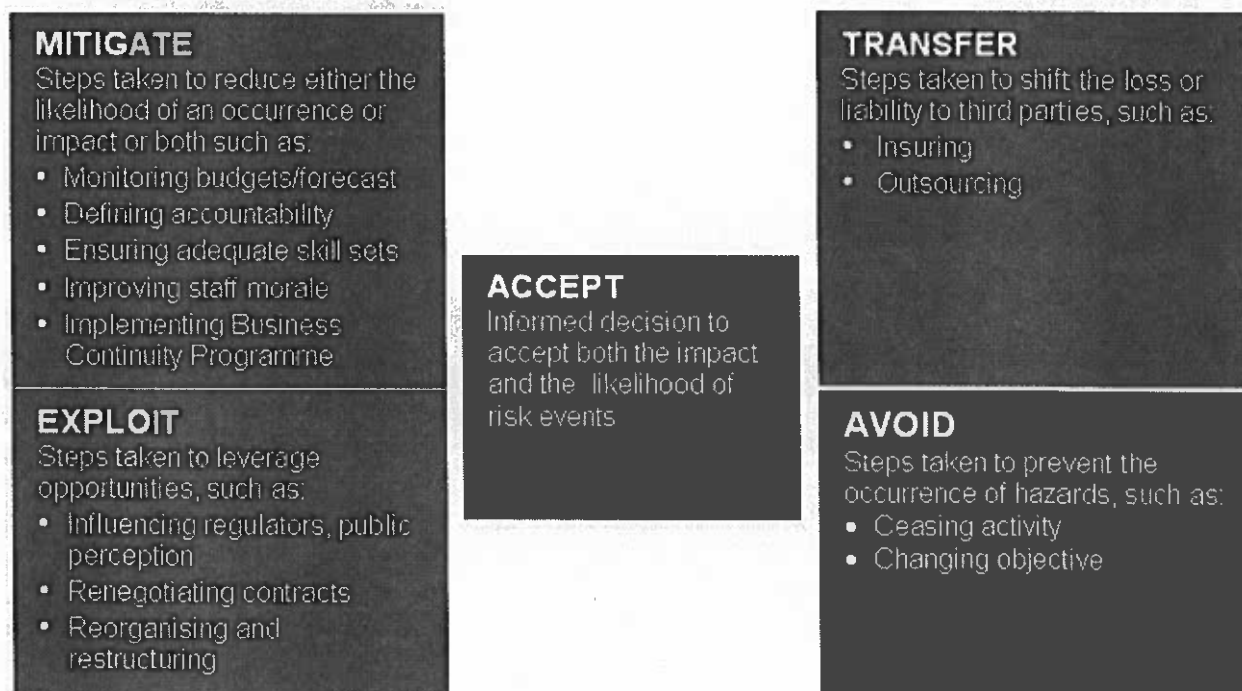 MITIGATE
Steps taken to reduce either the
likelihood of an occurrence or
impact or both such as:
• Monitoring budgets/forecast
• Defining accountability
• Ensuring adequate skill sets
• Improving staff morale
• Implementing Business
Continuity Programme
EXPLOIT
Steps taken to leverage
opportunities, such as:
• Influencing regulators, public
perception
• Renegotiating contracts
• Reorganising and
restructuring
ACCEPT
Informed decision to
accept both the impact
and the likelihood of
risk events
TRANSFER
Steps taken to shift the loss or
liability to third parties, such as:
• Insuring
• Outsourcing
AVOID
Steps taken to prevent the
occurrence of hazards, such as:
• Ceasing activity
• Changing objective